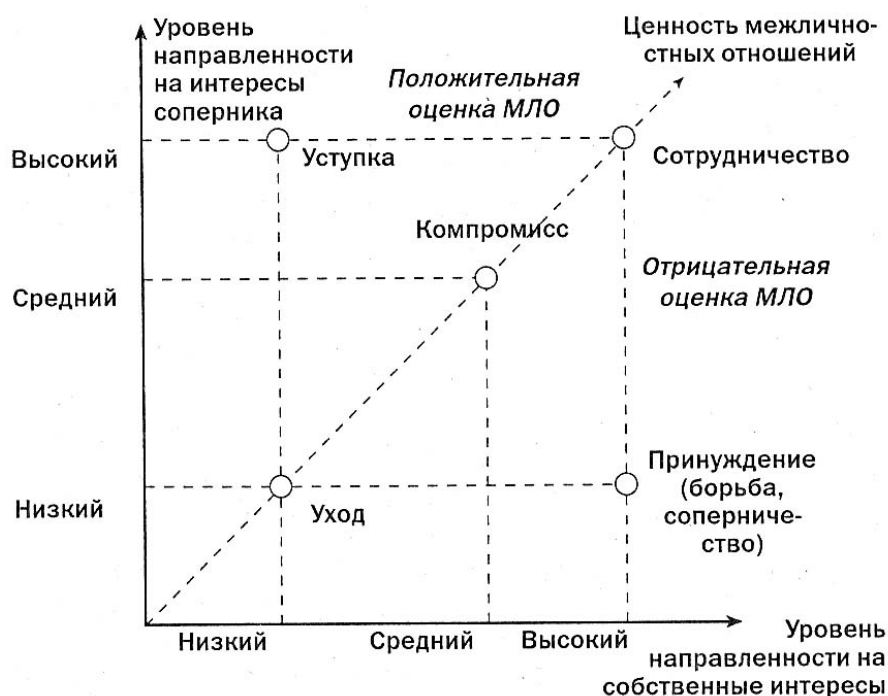 Уровень
направленности
на интересы
соперника
Ценность межлично-
стных отношений
Положительная
оценка МЛО
Высокий
Уступка
Сотрудничество
Компромисс
Отрицательная
оценка МЛО
Средний
Принуждение
(борьба,
соперниче-
ство)
Низкий
Уход
Низкий
Средний
Высокий
Уровень
направленности на
собственные интересы